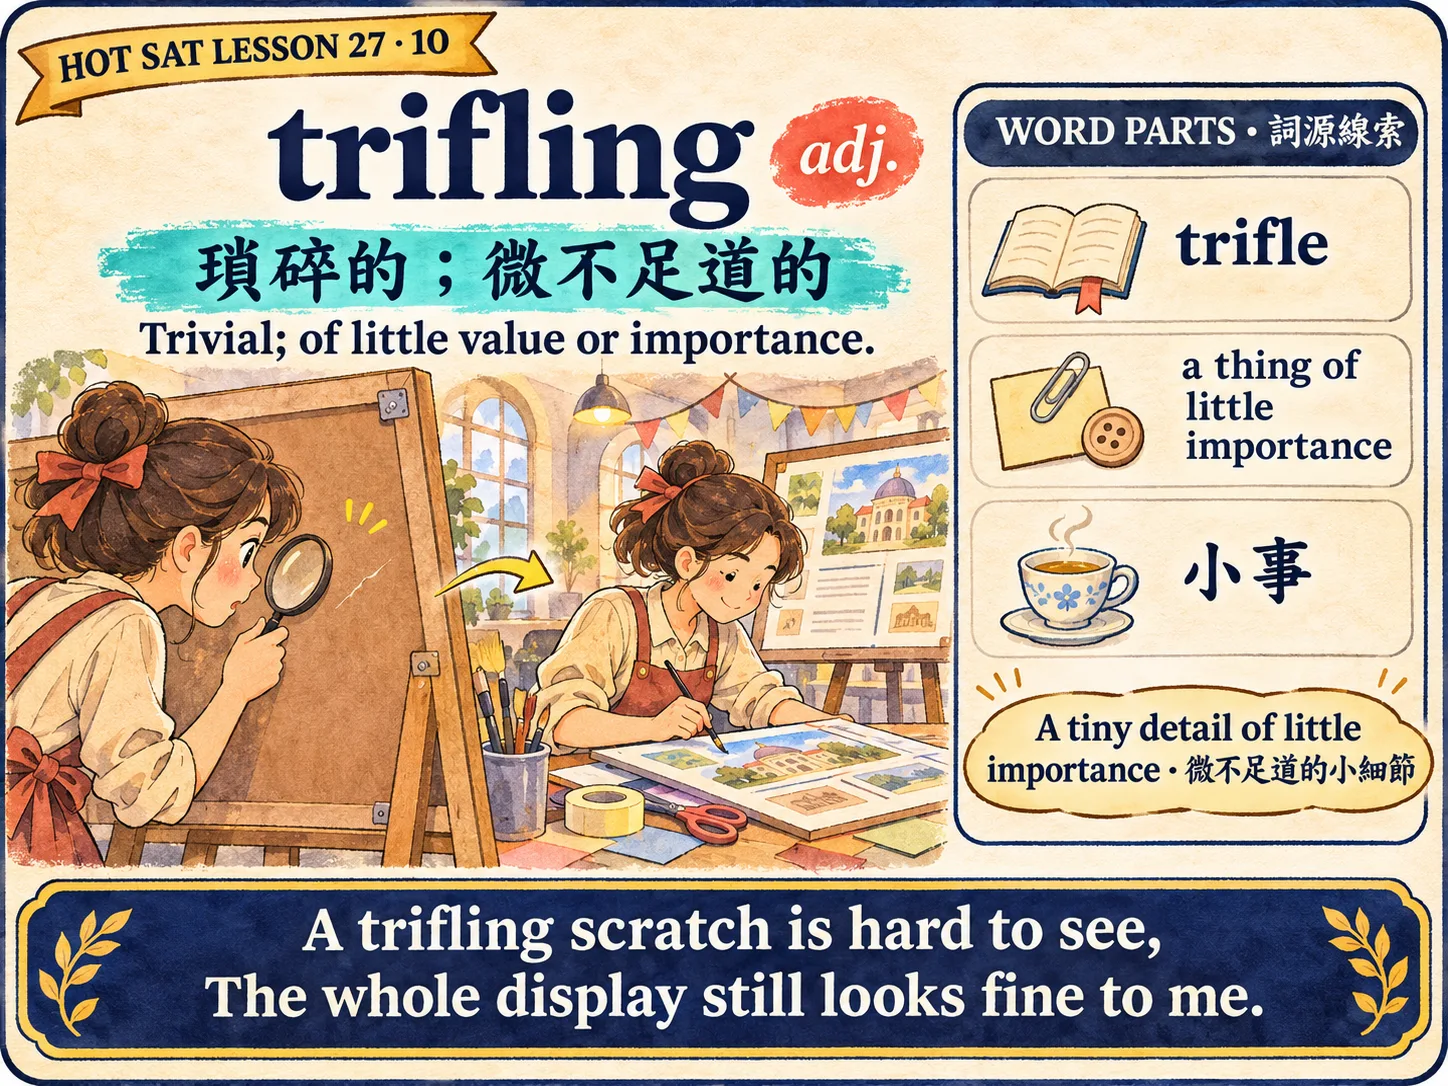 HOT SAT LESSON 27 · 10
trifling
adj.
瑣碎的；微不足道的
Trivial; of little value or importance.
WORD PARTS · 詞源線索
trifle
a thing of
little
importance
小事
A tiny detail of little
importance · 微不足道的小細節
A trifling scratch is hard to see,
The whole display still looks fine to me.